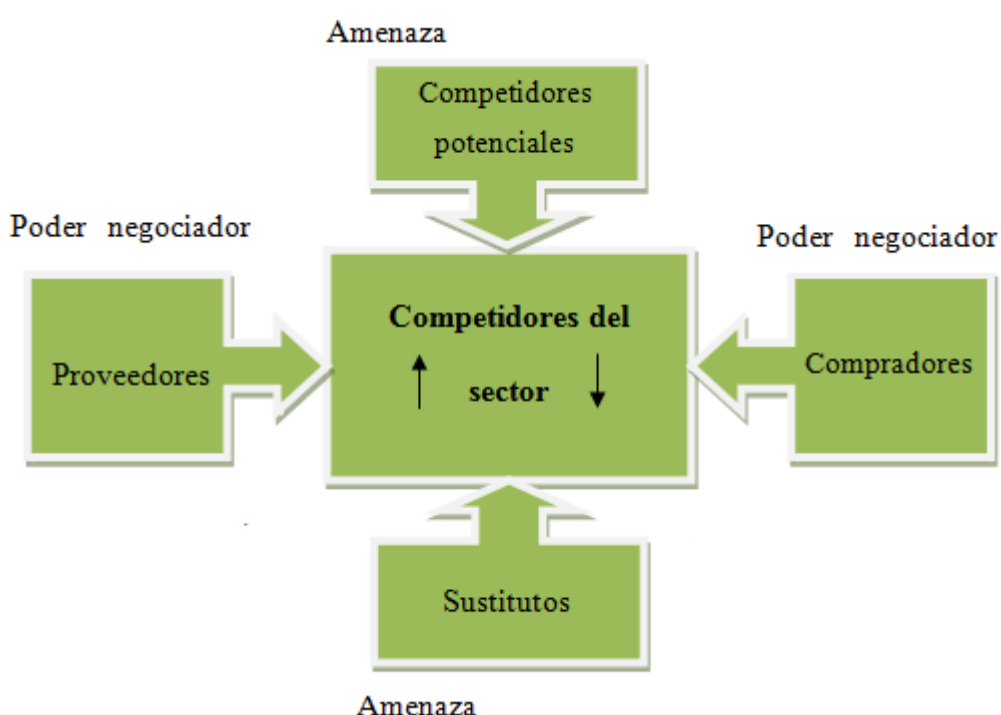 Amenaza
Competidores
potenciales
Poder negociador
Poder negociador
Proveedores
Competidores del
sector
Compradores
Sustitutos
Amenaza